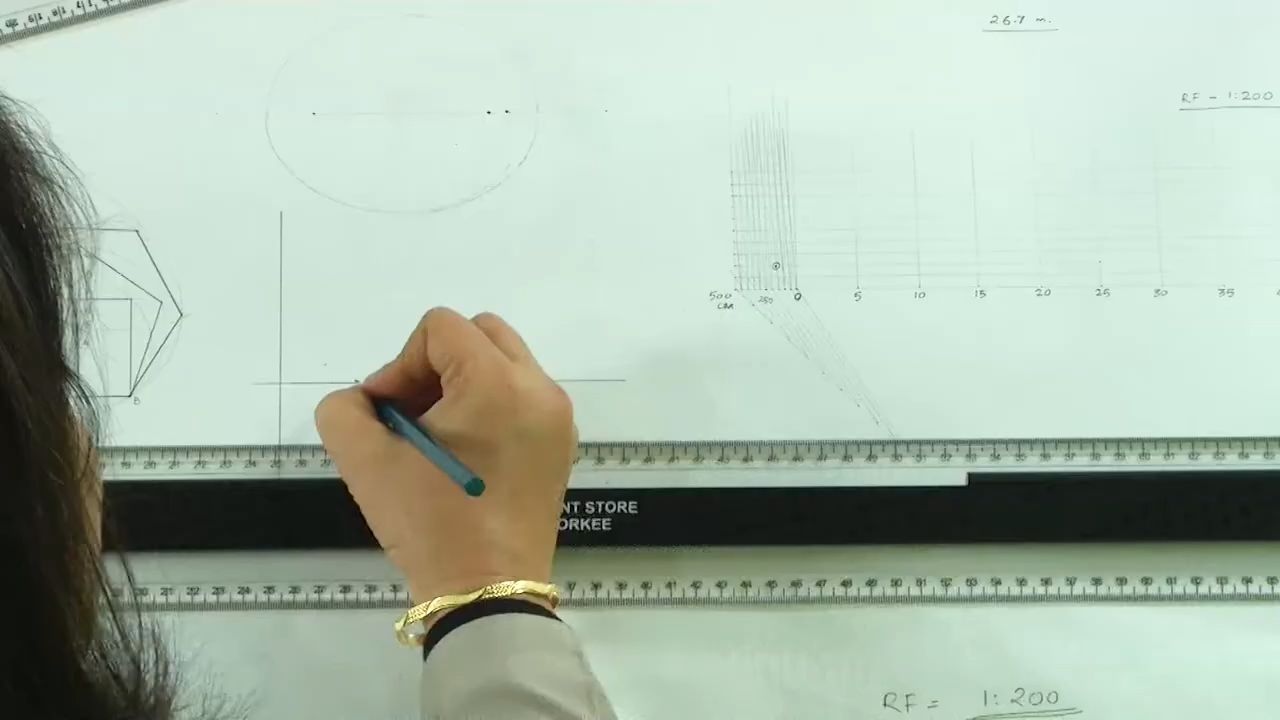 26.7 m.
RF - 1:200
500 250 0 5 10 15 20 25 30 35
CM
B
NT STORE
ORKEE
RF = 1:200